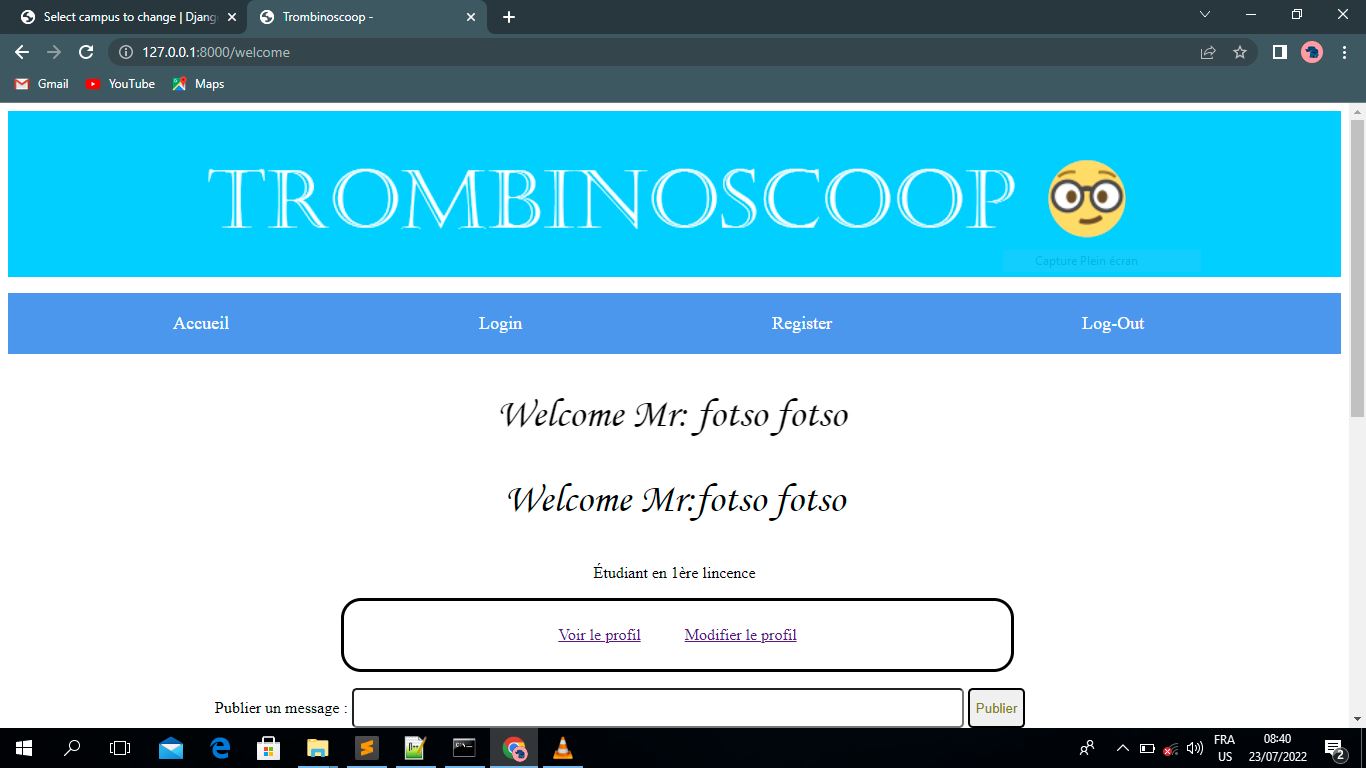 Select campus to change | Djang
Trombinoscoop -
127.0.0.1:8000/welcome
Gmail
YouTube
Maps
TROMBINOSCOOP
Capture Plein écran
Accueil
Login
Register
Log-Out
Welcome Mr: fotso fotso
Welcome Mr:fotso fotso
Étudiant en 1ère lincence
Voir le profil
Modifier le profil
Publier un message :
Publier
FRA
US
08:40
23/07/2022
2